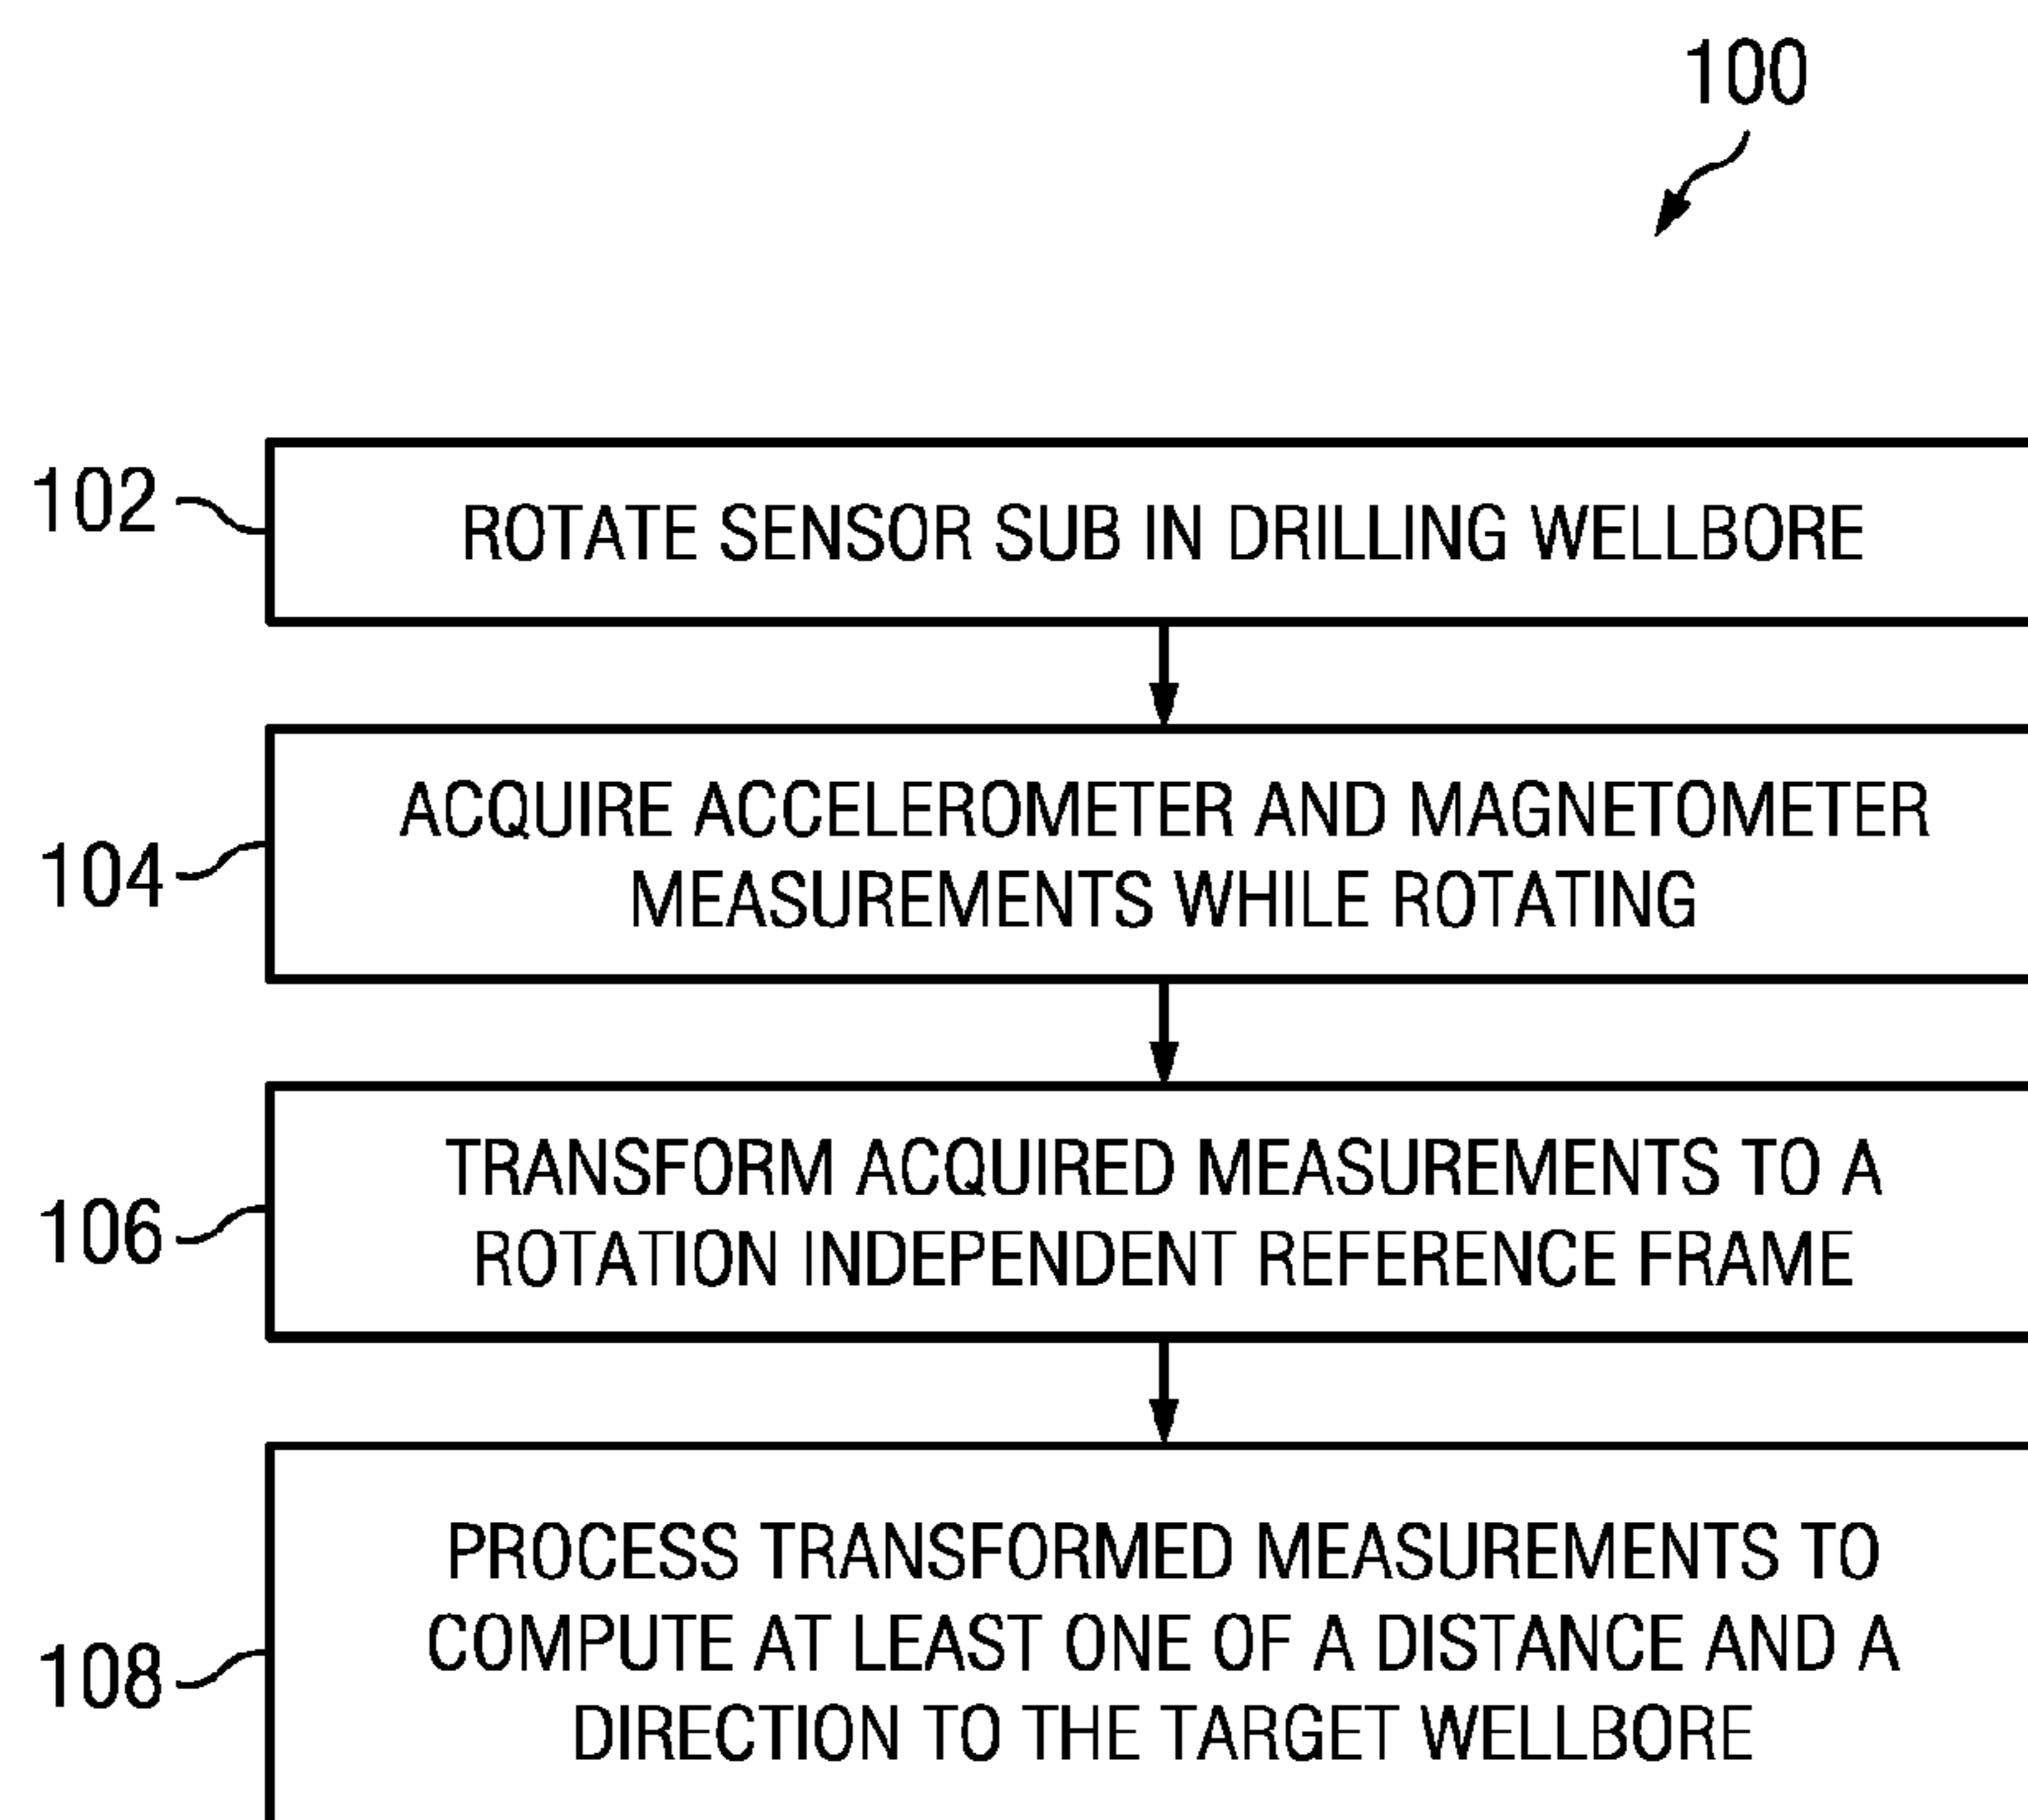 100
102
ROTATE SENSOR SUB IN DRILLING WELLBORE
104
ACQUIRE ACCELEROMETER AND MAGNETOMETER
MEASUREMENTS WHILE ROTATING
106
TRANSFORM ACQUIRED MEASUREMENTS TO A
ROTATION INDEPENDENT REFERENCE FRAME
108
PROCESS TRANSFORMED MEASUREMENTS TO
COMPUTE AT LEAST ONE OF A DISTANCE AND A
DIRECTION TO THE TARGET WELLBORE